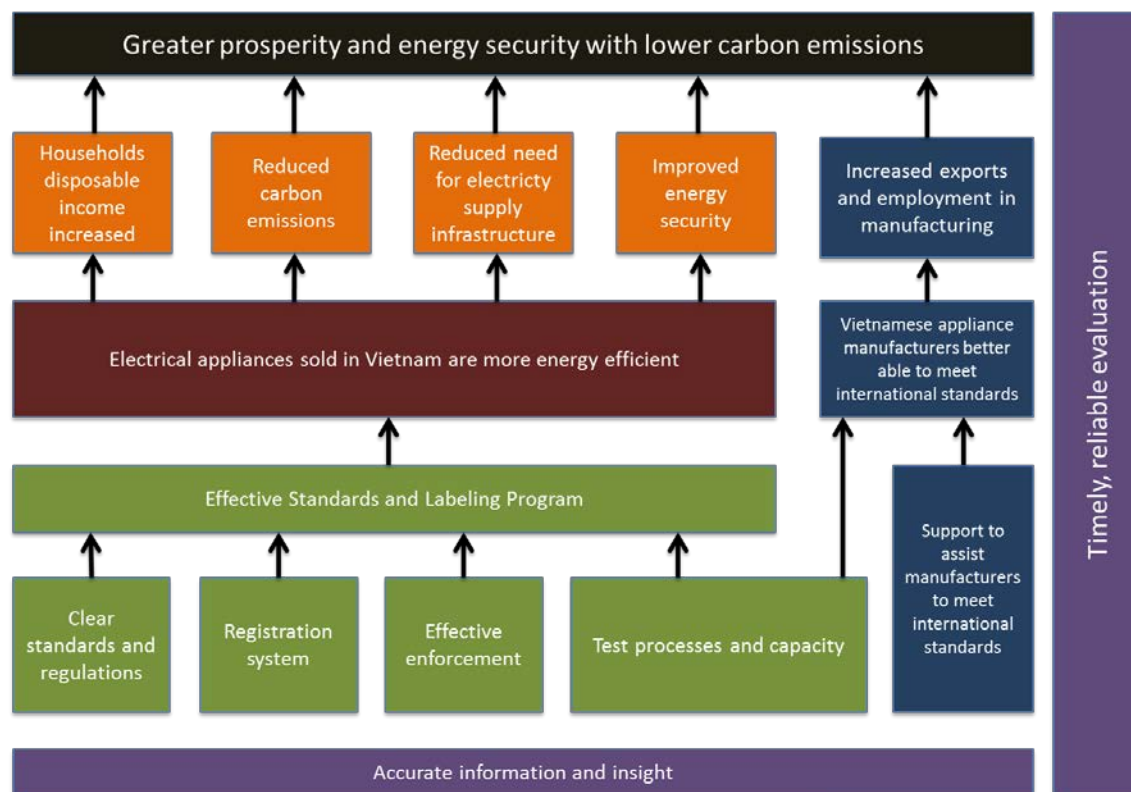 Greater prosperity and energy security with lower carbon emissions
Households
disposable
income
increased
Reduced
carbon
emissions
Reduced need
for electricty
supply
infrastructure
Improved
energy
security
Increased exports
and employment in
manufacturing
Electrical appliances sold in Vietnam are more energy efficient
Vietnamese appliance
manufacturers better
able to meet
international standards
Effective Standards and Labeling Program
Clear
standards and
regulations
Registration
system
Effective
enforcement
Test processes and capacity
Support to
assist
manufacturers
to meet
international
standards
Accurate information and insight
Timely, reliable evaluation